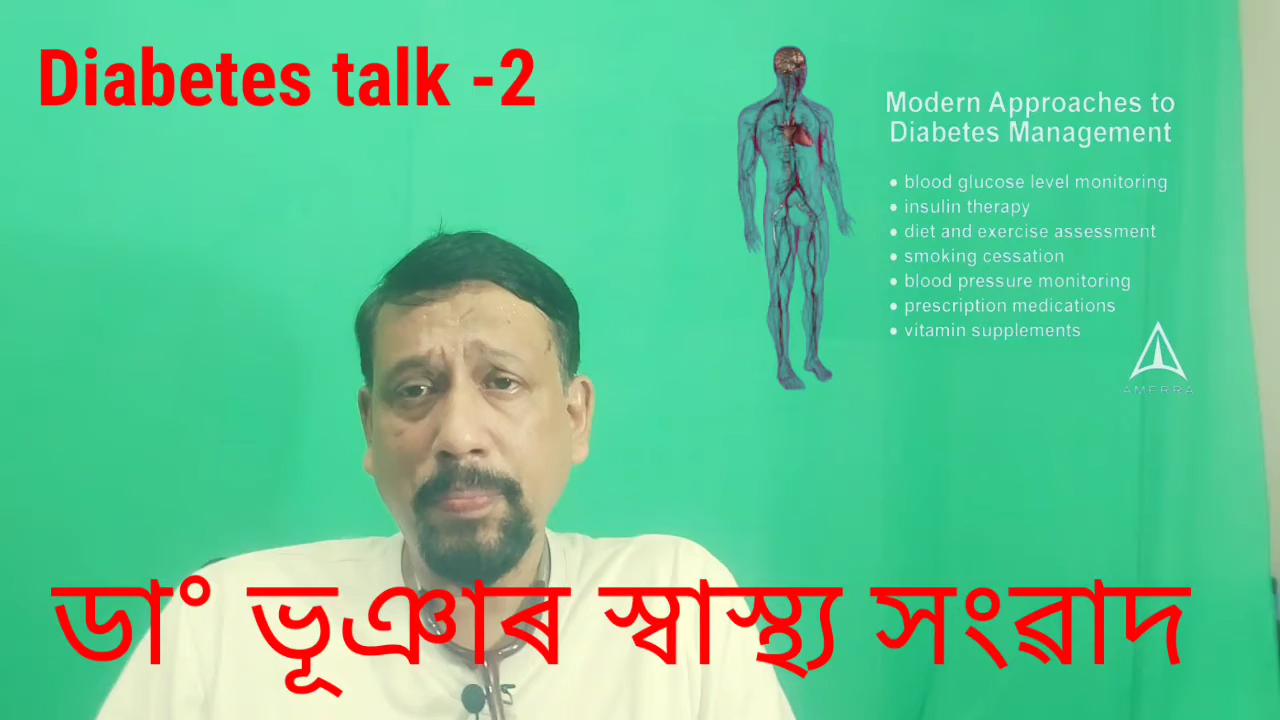 Diabetes talk -2
Modern Approaches to
Diabetes Management
• blood glucose level monitoring
• insulin therapy
• diet and exercise assessment
• smoking cessation
• blood pressure monitoring
• prescription medications
• vitamin supplements
AMERRA
ডা° ভূঞাৰ স্বাস্থ্য সংৱাদ